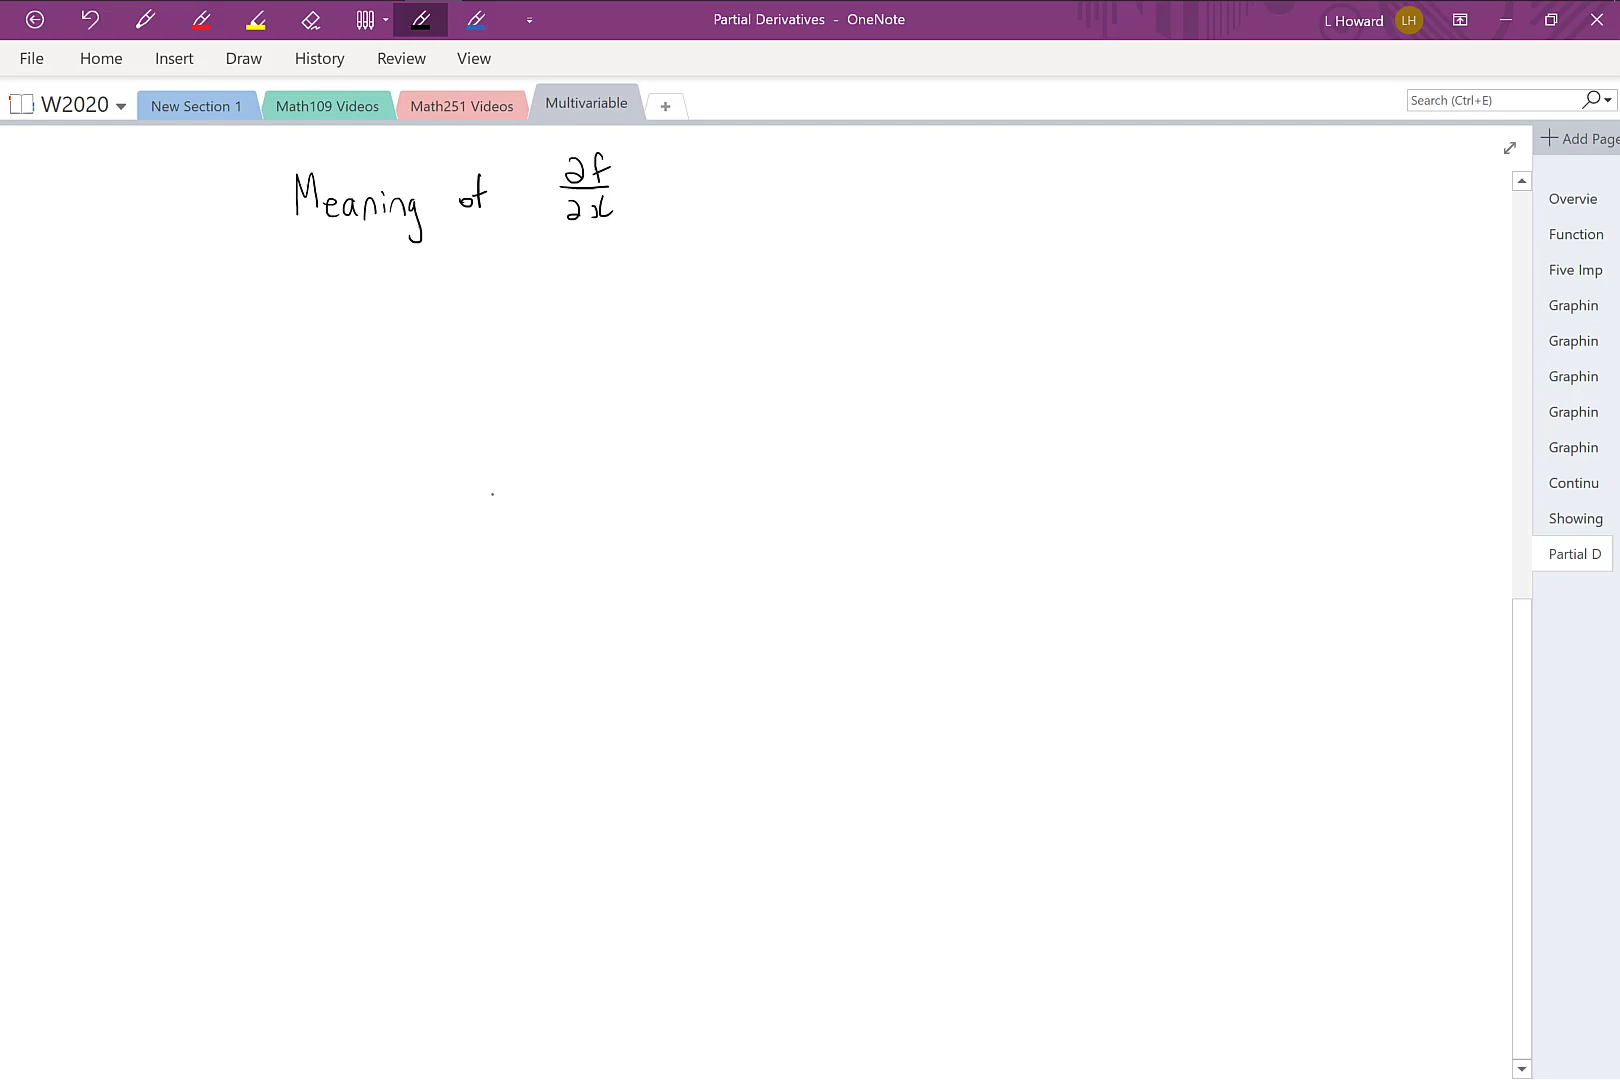 Partial Derivatives - OneNote
L Howard LH
File Home Insert Draw History Review View
W2020 New Section 1 Math109 Videos Math251 Videos Multivariable
Search (Ctrl+E)
Add Page
Meaning of ∂f/∂x
Overvie
Function
Five Imp
Graphin
Graphin
Graphin
Graphin
Graphin
Continu
Showing
Partial D